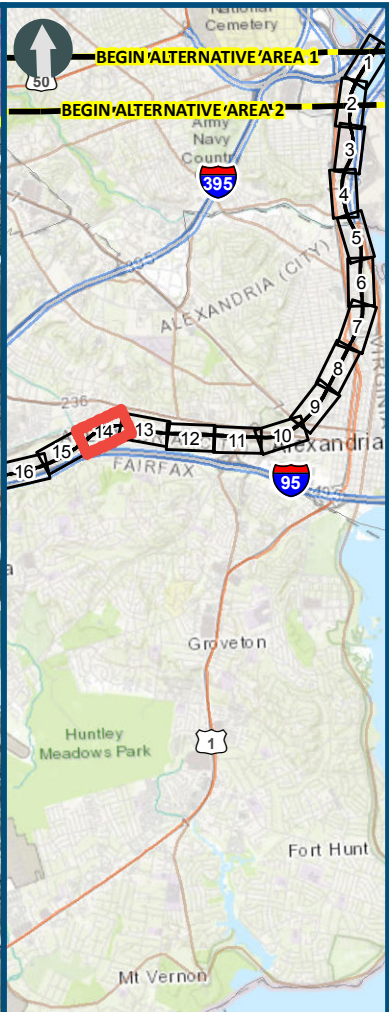 National
Cemetery
50
BEGIN ALTERNATIVE AREA 1
1
BEGIN ALTERNATIVE AREA 2
2
Army
Navy
Country
3
395
4
ALEXANDRIA (CITY)
5
395
6
7
VIRGINIA
8
236
9
14
13
12
11
10
Alexandria
15
16
FAIRFAX
95
495
a
Groveton
1
Huntley
Meadows Park
Fort Hunt
Mt Vernon